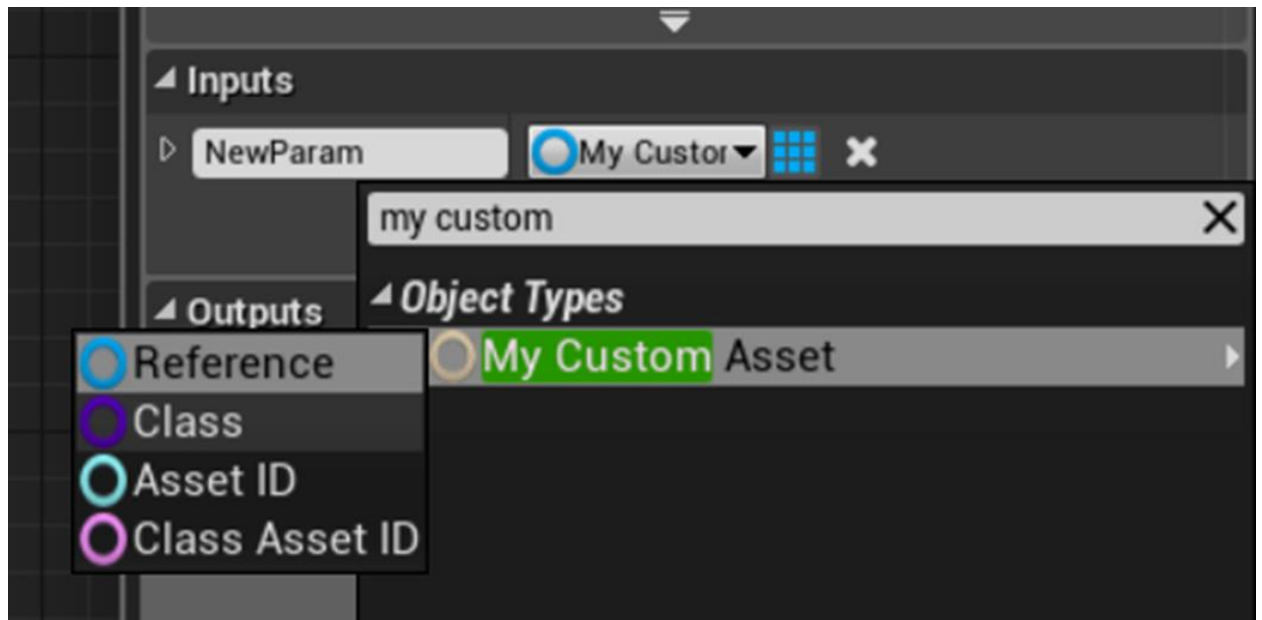 Inputs
NewParam
My Custor
my custom
Object Types
Outputs
My Custom Asset
Reference
Class
Asset ID
Class Asset ID